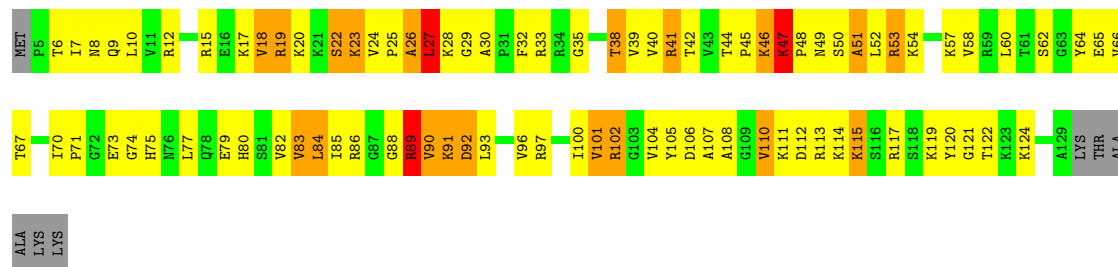 MET P5 T6 I7 N8 Q9 L10 V11 R12 R15 E16 K17 V18 R19 K20 K21 S22 K23 V24 P25 A26 L27 K28 G29 A30 P31 F32 R33 R34 G35 T38 V39 V40 R41 T42 V43 T44 P45 K46 K47 P48 N49 S50 A51 L52 R53 K54 K57 V58 R59 L60 T61 S62 G63 Y64 E65 V66
T67 I70 P71 G72 E73 G74 H75 N76 L77 Q78 E79 H80 S81 V82 V83 L84 I85 R86 G87 G88 R89 V90 K91 D92 L93 V96 R97 I100 V101 R102 G103 V104 Y105 D106 A107 A108 G109 V110 K111 D112 R113 K114 K115 S116 R117 S118 K119 Y120 G121 T122 K123 K124 A129 LYS THR ALA
ALA LYS LYS